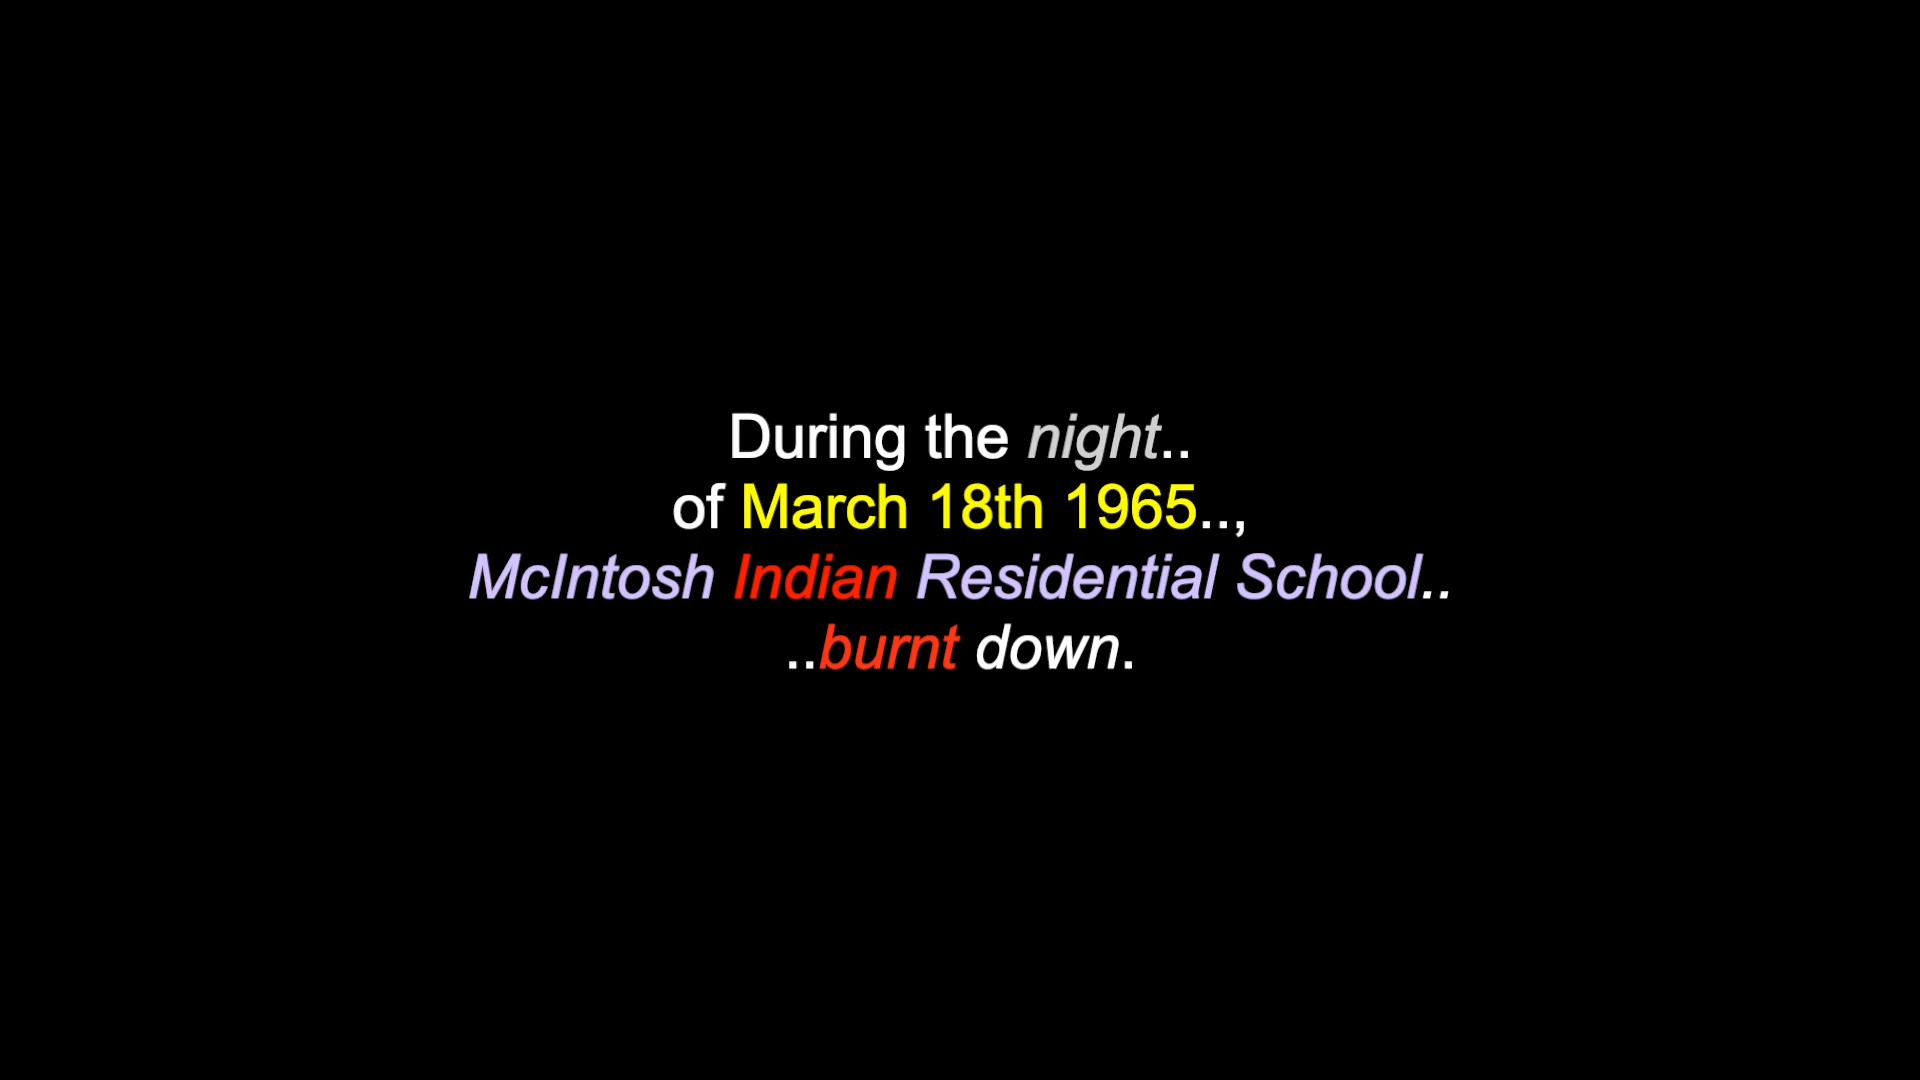 During the night..
of March 18th 1965..,
McIntosh Indian Residential School..
..burnt down.